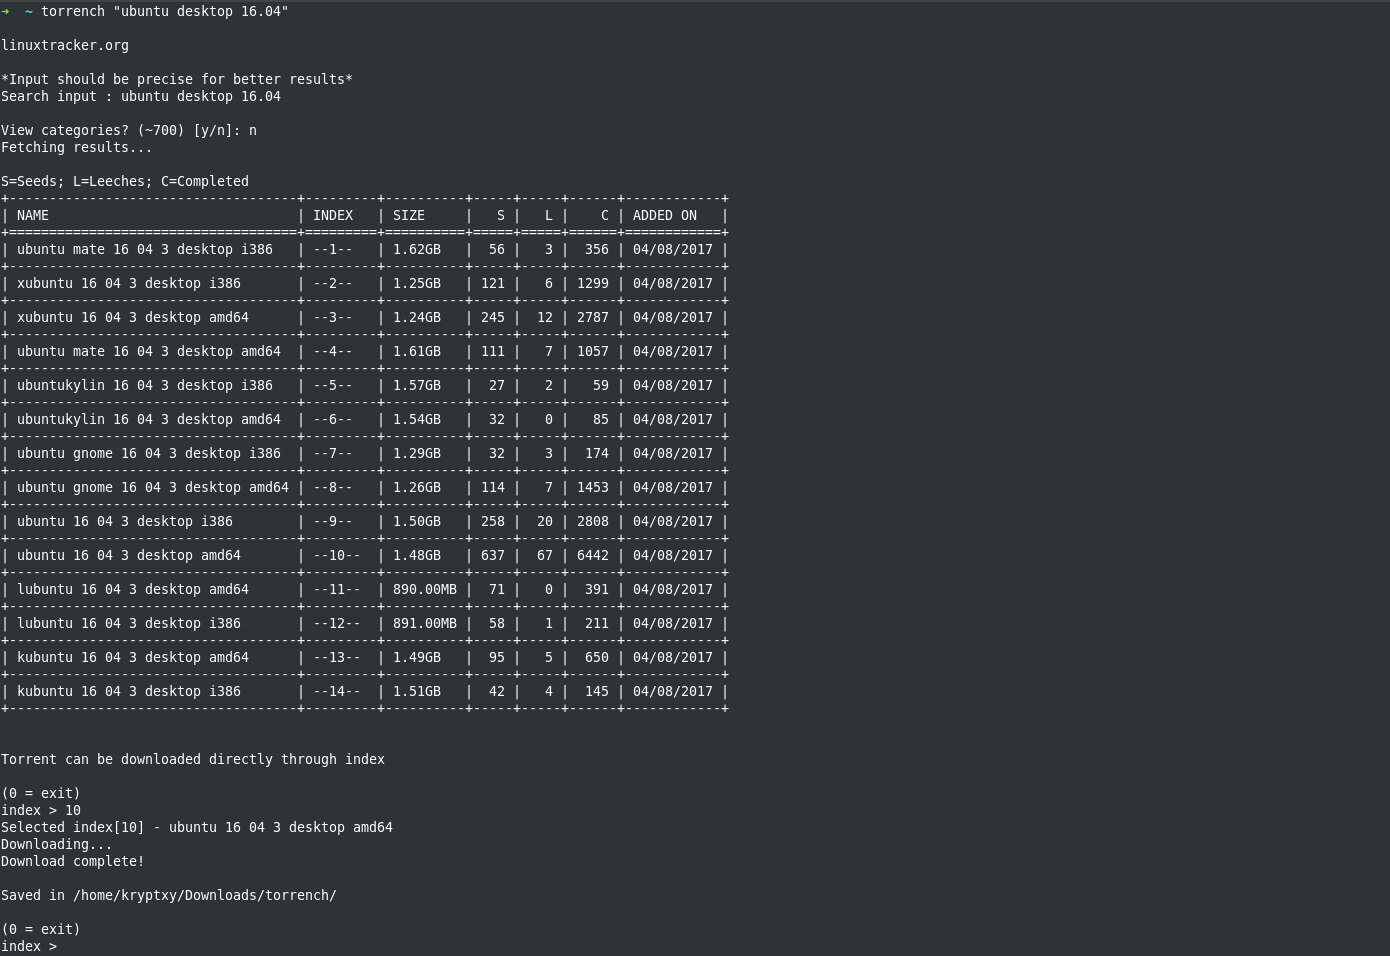 ➜  ~ torrench "ubuntu desktop 16.04"

linuxtracker.org

*Input should be precise for better results*
Search input : ubuntu desktop 16.04

View categories? (~700) [y/n]: n
Fetching results...

S=Seeds; L=Leeches; C=Completed
+------------------------------------+---------+----------+-----+-----+------+------------+
| NAME                               | INDEX   | SIZE     |   S |   L |    C | ADDED ON   |
+====================================+=========+==========+=====+=====+======+============+
| ubuntu mate 16 04 3 desktop i386   | --1--   | 1.62GB   |  56 |   3 |  356 | 04/08/2017 |
+------------------------------------+---------+----------+-----+-----+------+------------+
| xubuntu 16 04 3 desktop i386       | --2--   | 1.25GB   | 121 |   6 | 1299 | 04/08/2017 |
+------------------------------------+---------+----------+-----+-----+------+------------+
| xubuntu 16 04 3 desktop amd64      | --3--   | 1.24GB   | 245 |  12 | 2787 | 04/08/2017 |
+------------------------------------+---------+----------+-----+-----+------+------------+
| ubuntu mate 16 04 3 desktop amd64  | --4--   | 1.61GB   | 111 |   7 | 1057 | 04/08/2017 |
+------------------------------------+---------+----------+-----+-----+------+------------+
| ubuntukylin 16 04 3 desktop i386   | --5--   | 1.57GB   |  27 |   2 |   59 | 04/08/2017 |
+------------------------------------+---------+----------+-----+-----+------+------------+
| ubuntukylin 16 04 3 desktop amd64  | --6--   | 1.54GB   |  32 |   0 |   85 | 04/08/2017 |
+------------------------------------+---------+----------+-----+-----+------+------------+
| ubuntu gnome 16 04 3 desktop i386  | --7--   | 1.29GB   |  32 |   3 |  174 | 04/08/2017 |
+------------------------------------+---------+----------+-----+-----+------+------------+
| ubuntu gnome 16 04 3 desktop amd64 | --8--   | 1.26GB   | 114 |   7 | 1453 | 04/08/2017 |
+------------------------------------+---------+----------+-----+-----+------+------------+
| ubuntu 16 04 3 desktop i386        | --9--   | 1.50GB   | 258 |  20 | 2808 | 04/08/2017 |
+------------------------------------+---------+----------+-----+-----+------+------------+
| ubuntu 16 04 3 desktop amd64       | --10--  | 1.48GB   | 637 |  67 | 6442 | 04/08/2017 |
+------------------------------------+---------+----------+-----+-----+------+------------+
| lubuntu 16 04 3 desktop amd64      | --11--  | 890.00MB |  71 |   0 |  391 | 04/08/2017 |
+------------------------------------+---------+----------+-----+-----+------+------------+
| lubuntu 16 04 3 desktop i386       | --12--  | 891.00MB |  58 |   1 |  211 | 04/08/2017 |
+------------------------------------+---------+----------+-----+-----+------+------------+
| kubuntu 16 04 3 desktop amd64      | --13--  | 1.49GB   |  95 |   5 |  650 | 04/08/2017 |
+------------------------------------+---------+----------+-----+-----+------+------------+
| kubuntu 16 04 3 desktop i386       | --14--  | 1.51GB   |  42 |   4 |  145 | 04/08/2017 |
+------------------------------------+---------+----------+-----+-----+------+------------+

Torrent can be downloaded directly through index

(0 = exit)
index > 10
Selected index[10] - ubuntu 16 04 3 desktop amd64
Downloading...
Download complete!

Saved in /home/kryptxy/Downloads/torrench/

(0 = exit)
index >